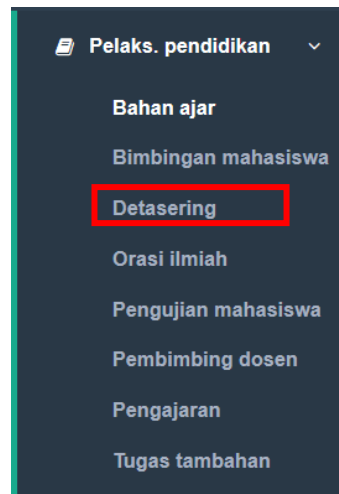 Pelaks. pendidikan
Bahan ajar
Bimbingan mahasiswa
Detasering
Orasi ilmiah
Pengujian mahasiswa
Pembimbing dosen
Pengajaran
Tugas tambahan